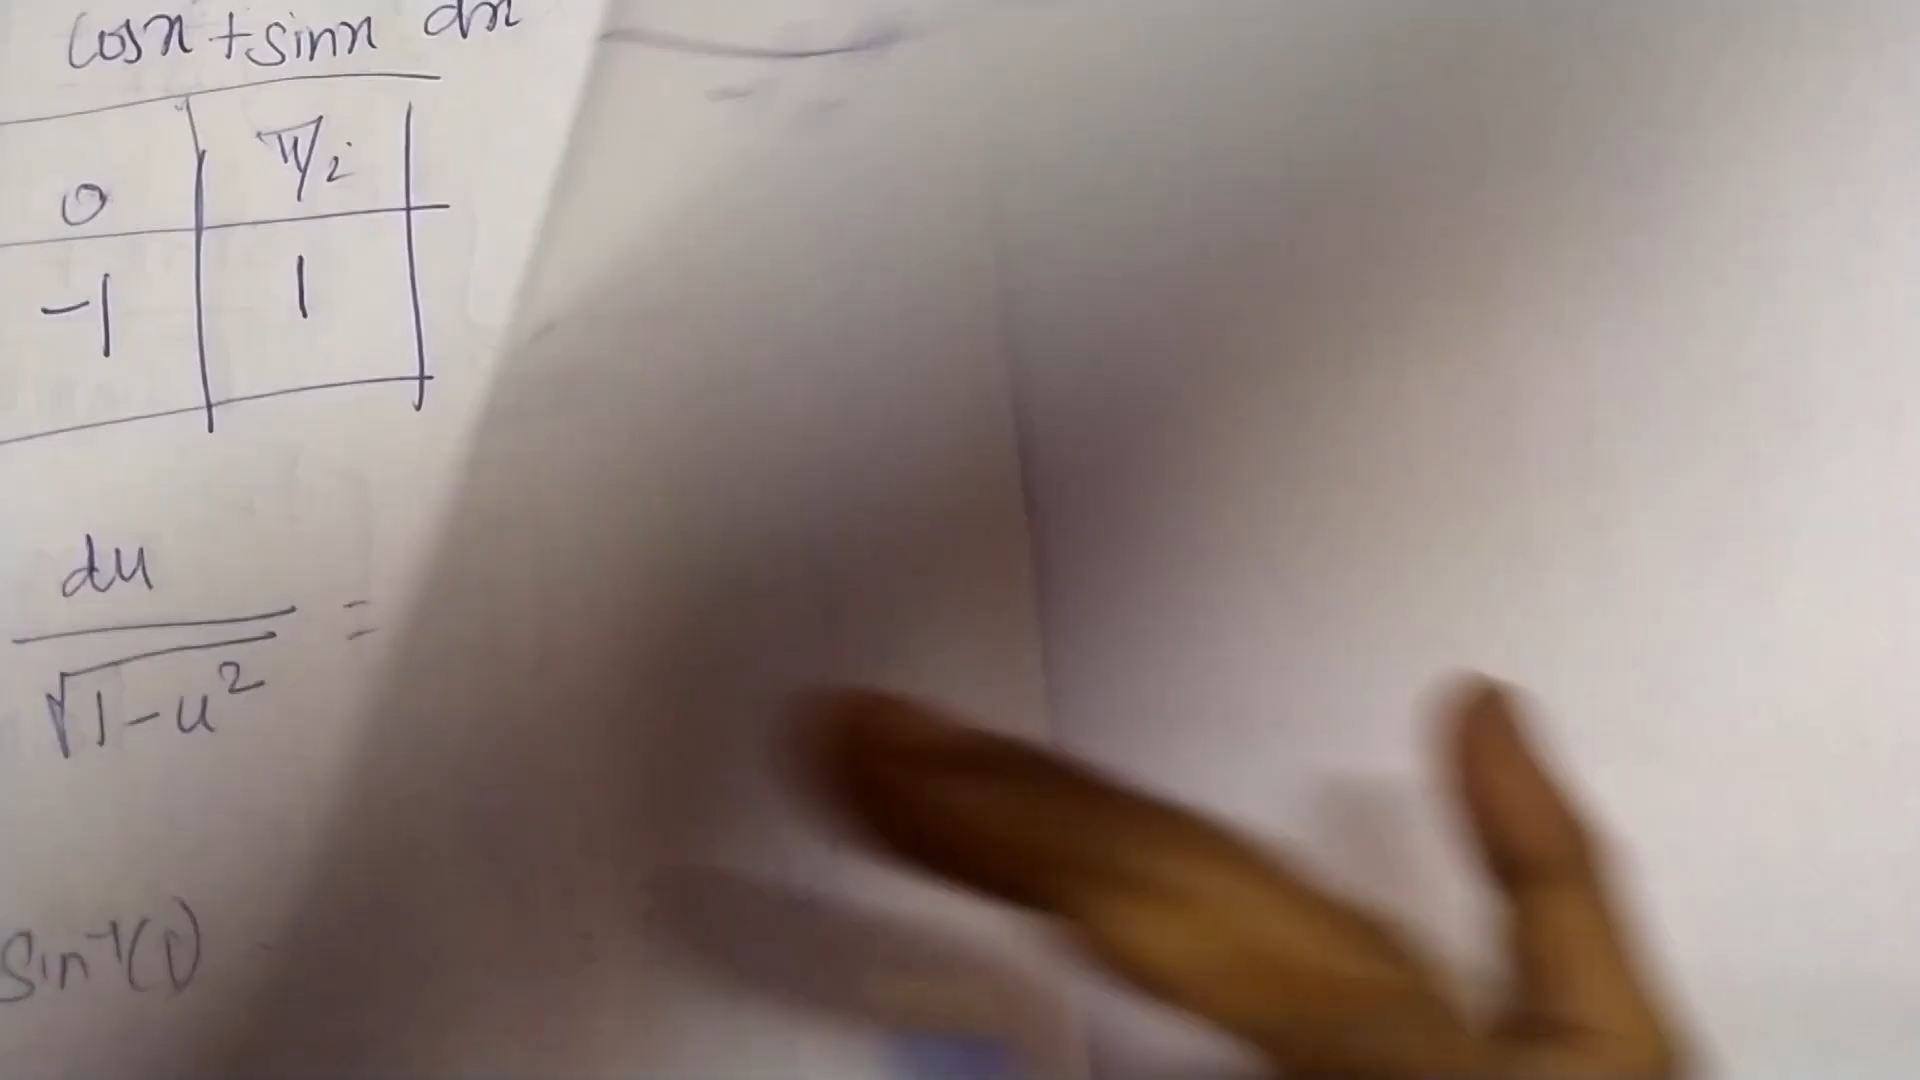 cosx + sinx dx
0 π/2
-1 1
du
=
√1-u²
sin⁻¹(1)